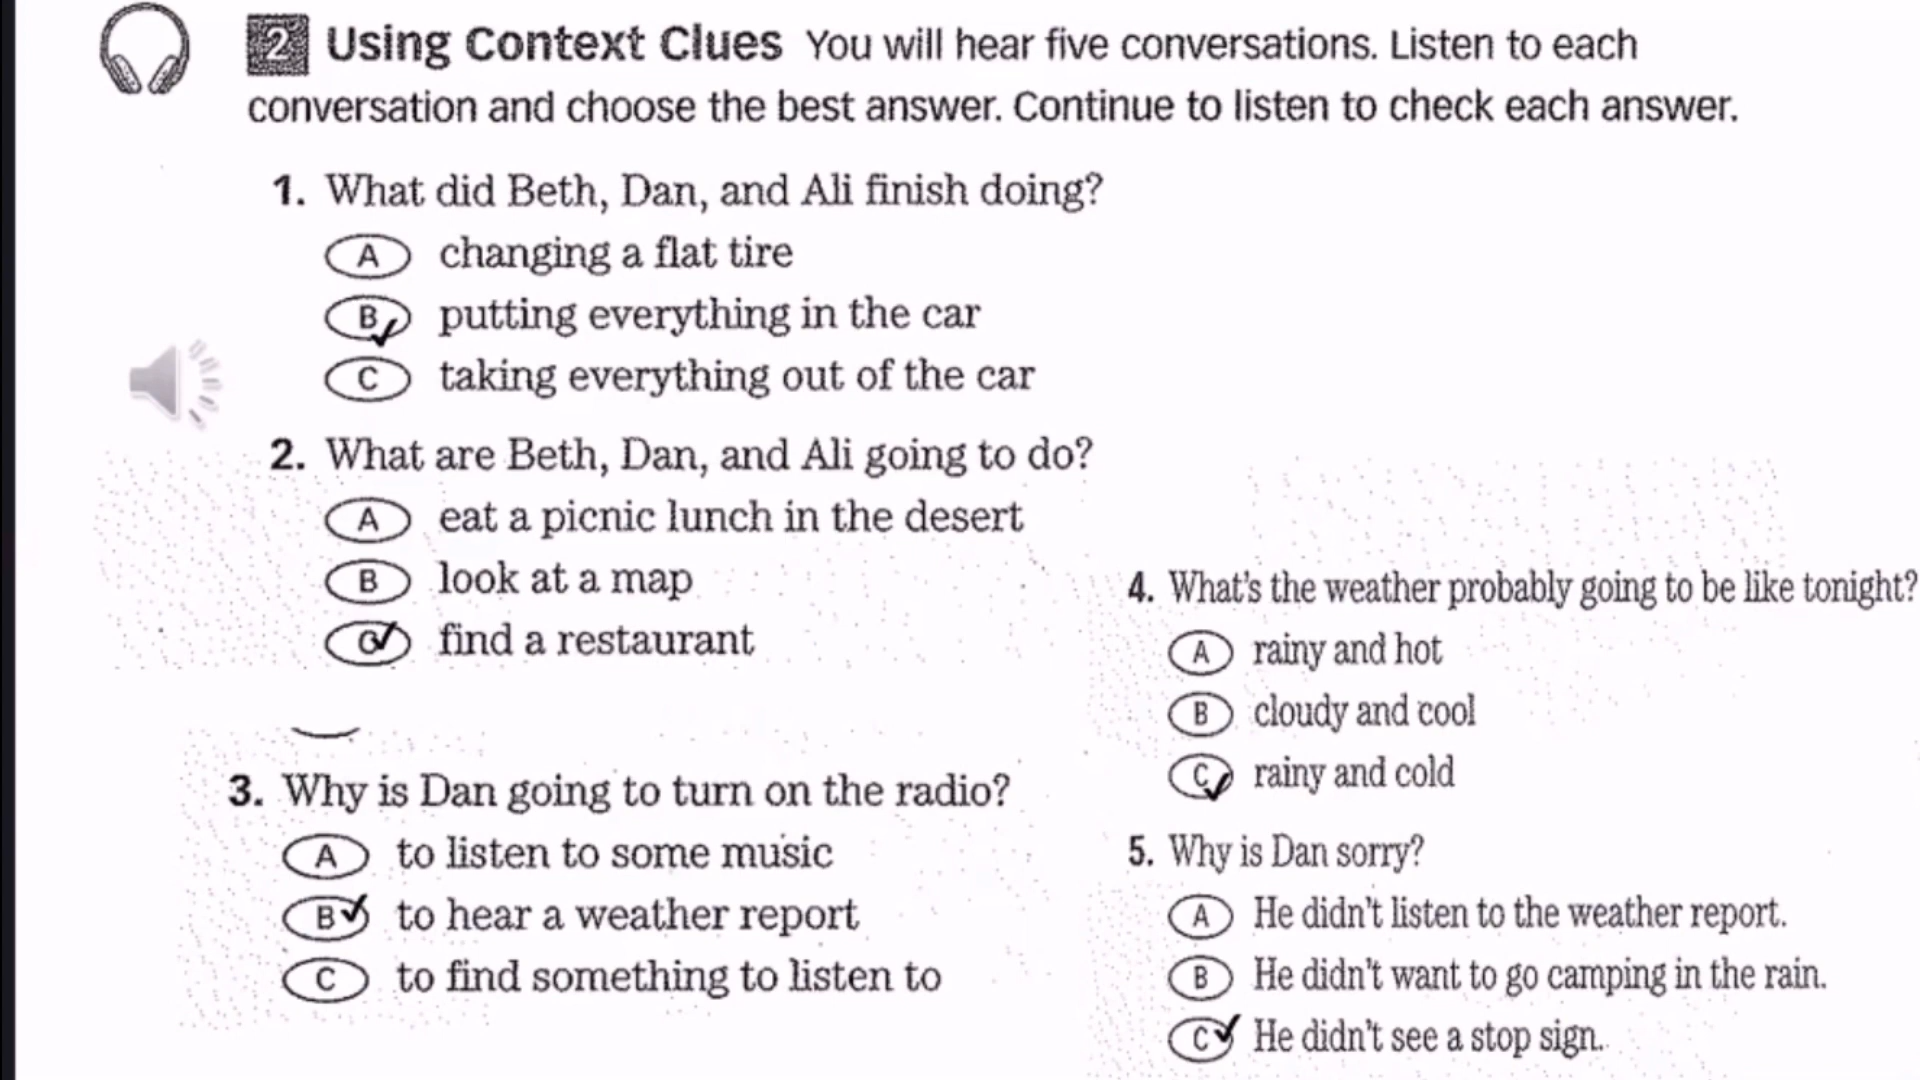 2 Using Context Clues You will hear five conversations. Listen to each
conversation and choose the best answer. Continue to listen to check each answer.
1. What did Beth, Dan, and Ali finish doing?
A changing a flat tire
B putting everything in the car
C taking everything out of the car
2. What are Beth, Dan, and Ali going to do?
A eat a picnic lunch in the desert
B look at a map
C find a restaurant
3. Why is Dan going to turn on the radio?
A to listen to some music
B to hear a weather report
C to find something to listen to
4. What's the weather probably going to be like tonight?
A rainy and hot
B cloudy and cool
C rainy and cold
5. Why is Dan sorry?
A He didn't listen to the weather report.
B He didn't want to go camping in the rain.
C He didn't see a stop sign.